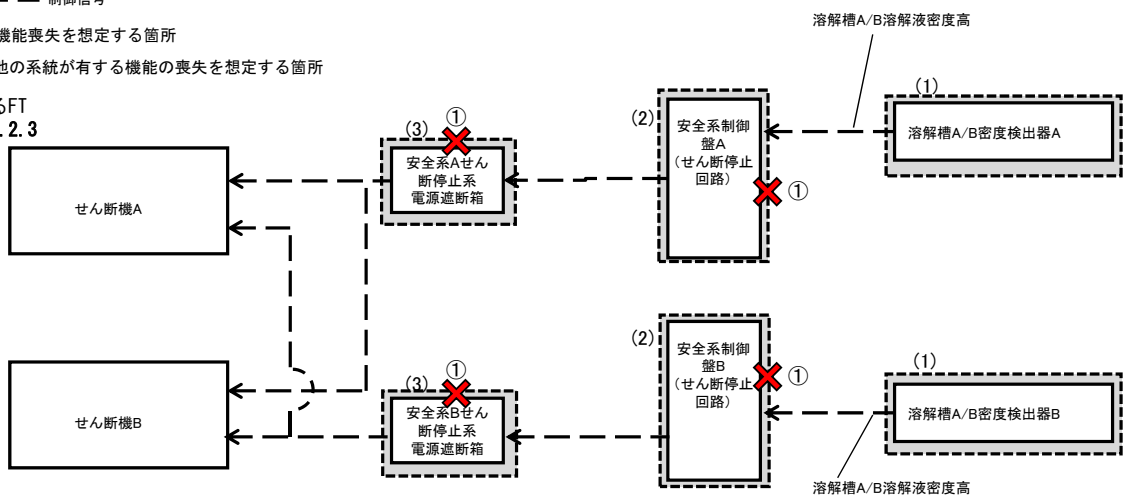 制御信号
機能喪失を想定する箇所
他の系統が有する機能の喪失を想定する箇所
るFT
.2.3
溶解槽A/B溶解液密度高
せん断機A
(3)
①
安全系Aせん
断停止系
電源遮断箱
(2)
安全系制御
盤A
(せん断停止
回路)
①
(1)
溶解槽A/B密度検出器A
せん断機B
(3)
①
安全系Bせん
断停止系
電源遮断箱
(2)
安全系制御
盤B
(せん断停止
回路)
①
(1)
溶解槽A/B密度検出器B
溶解槽A/B溶解液密度高